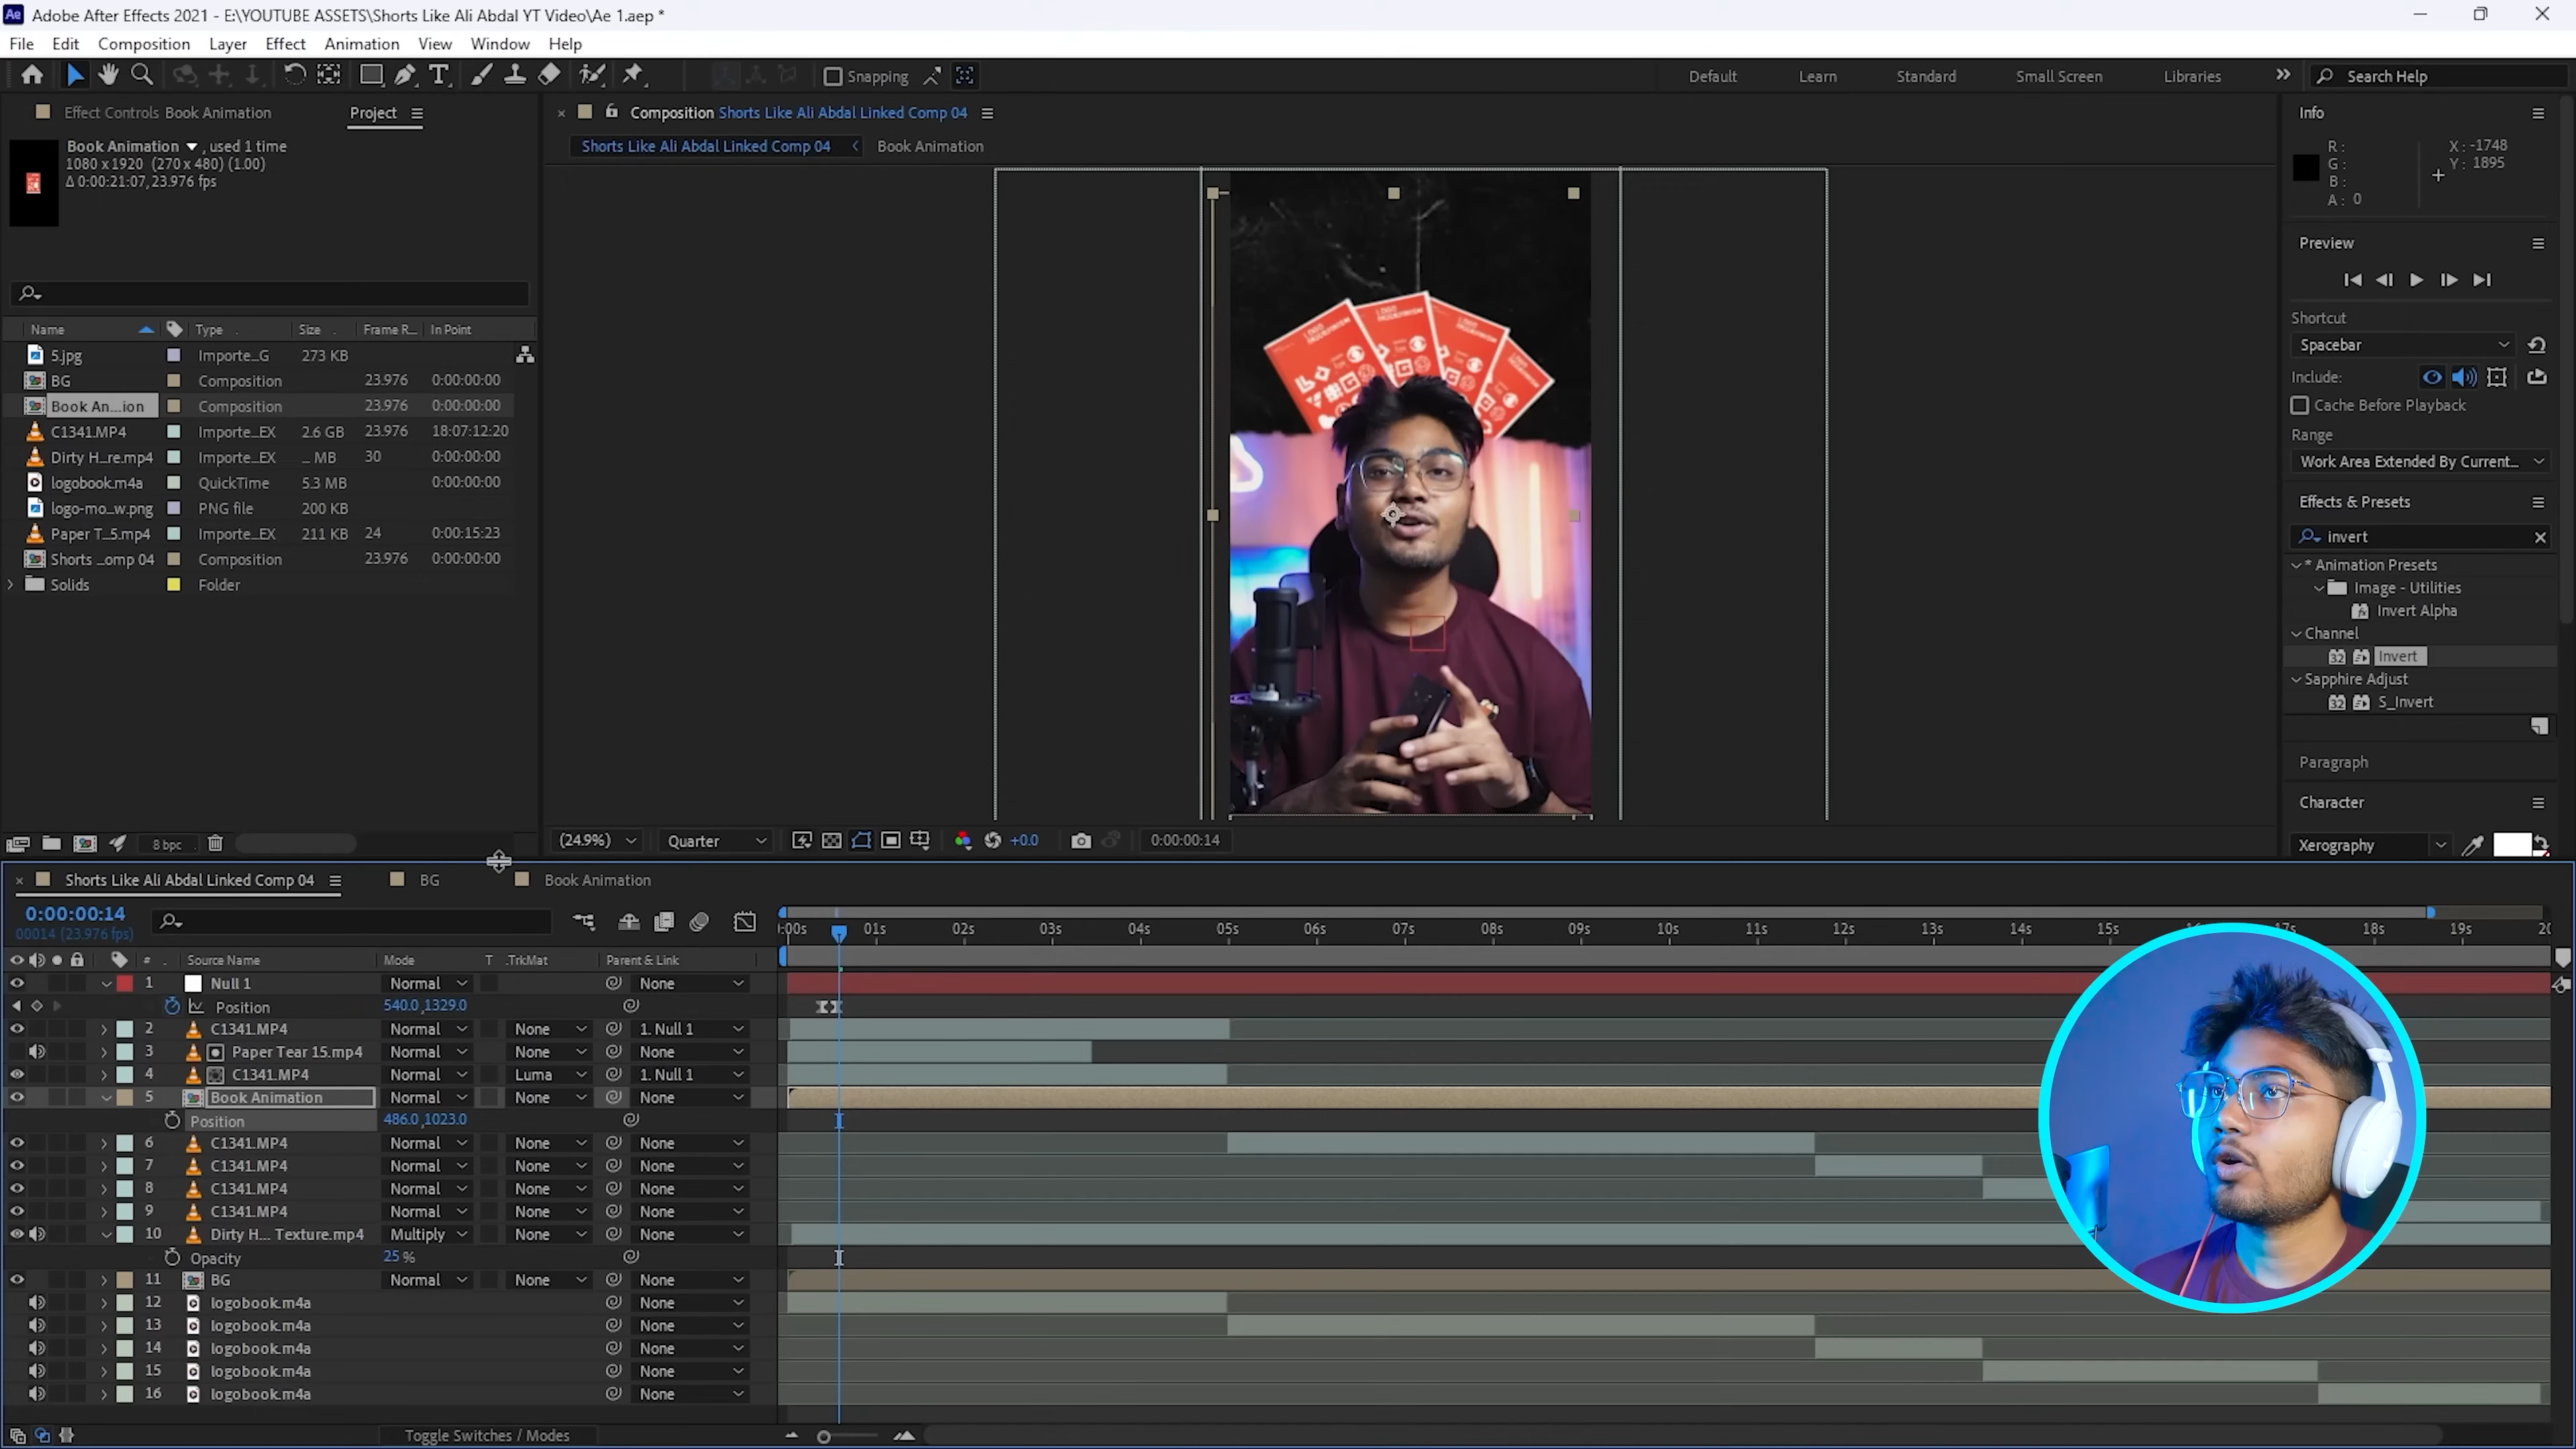 Adobe After Effects 2021 - E:\YOUTUBE ASSETS\Shorts Like Ali Abdal YT Video\Ae 1.aep *
File Edit Composition Layer Effect Animation View Window Help
Snapping Default Learn Standard Small Screen Libraries Search Help
Effect Controls Book Animation Project
Book Animation, used 1 time
1080 x 1920 (270 x 480) (1.00)
Δ 0:00:21:07, 23.976 fps
Name Type Size Frame R... In Point
5.jpg Importe_G 273 KB
BG Composition 23.976 0:00:00:00
Book An...ion Composition 23.976 0:00:00:00
C1341.MP4 Importe_EX 2.6 GB 23.976 18:07:12:20
Dirty H...re.mp4 Importe_EX ... MB 30 0:00:00:00
logobook.m4a QuickTime 5.3 MB 0:00:00:00
logo-mo...w.png PNG file 200 KB
Paper T...5.mp4 Importe_EX 211 KB 24 0:00:15:23
Shorts ...omp 04 Composition 23.976 0:00:00:00
Solids Folder
8 bpc
Composition Shorts Like Ali Abdal Linked Comp 04
Shorts Like Ali Abdal Linked Comp 04 Book Animation
LOGO
LOGO
(24.9%) Quarter +0.0 0:00:00:14
Info
R :
G :
B :
A : 0
X : -1748
Y : 1895
Preview
Shortcut
Spacebar
Include:
Cache Before Playback
Range
Work Area Extended By Current...
Effects & Presets
invert
* Animation Presets
Image - Utilities
Invert Alpha
Channel
32 Invert
Sapphire Adjust
32 S_Invert
Paragraph
Character
Xerography
Shorts Like Ali Abdal Linked Comp 04 BG Book Animation
0:00:00:14
00014 (23.976 fps)
:00s 01s 02s 03s 04s 05s 06s 07s 08s 09s 10s 11s 12s 13s 14s 15s 17s 18s 19s 20
# Source Name Mode T .TrkMat Parent & Link
1 Null 1 Normal None
Position 540.0,1329.0
2 C1341.MP4 Normal None 1. Null 1
3 Paper Tear 15.mp4 Normal None None
4 C1341.MP4 Normal Luma 1. Null 1
5 Book Animation Normal None None
Position 486.0,1023.0
6 C1341.MP4 Normal None None
7 C1341.MP4 Normal None None
8 C1341.MP4 Normal None None
9 C1341.MP4 Normal None None
10 Dirty H... Texture.mp4 Multiply None None
Opacity 25 %
11 BG Normal None None
12 logobook.m4a None
13 logobook.m4a None
14 logobook.m4a None
15 logobook.m4a None
16 logobook.m4a None
Toggle Switches / Modes